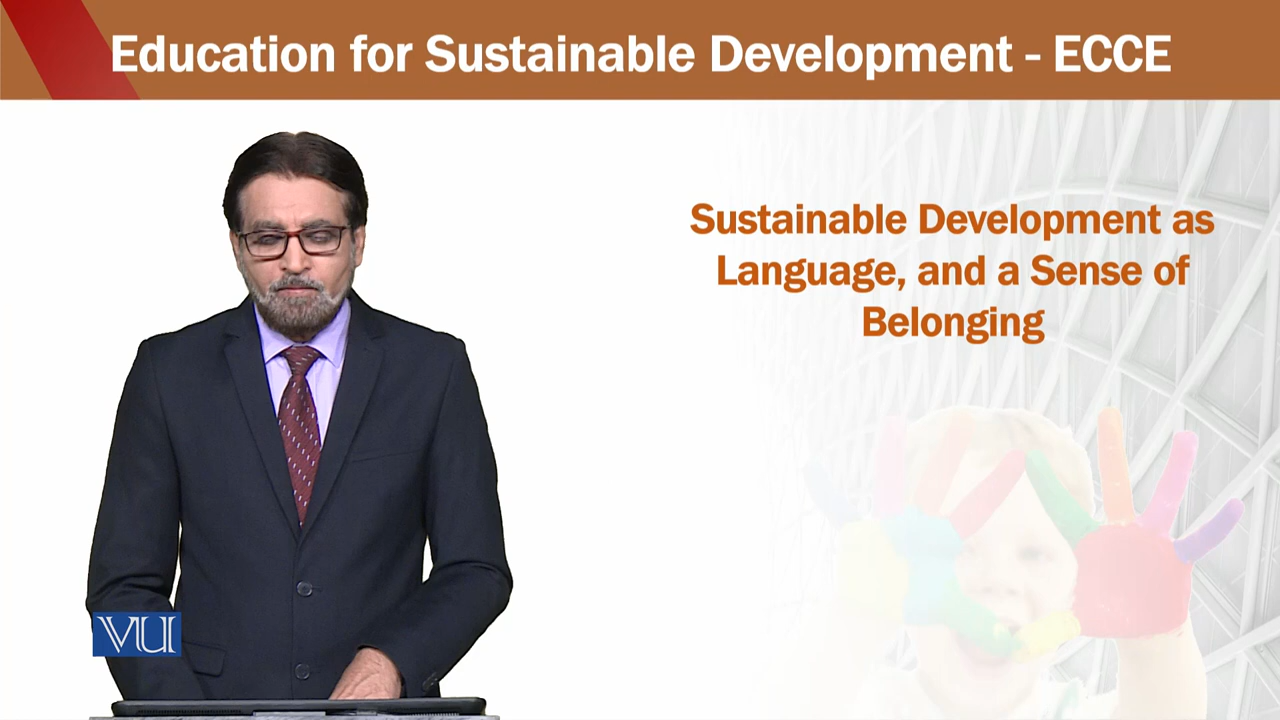 Education for Sustainable Development - ECCE
Sustainable Development as
Language, and a Sense of
Belonging
VU